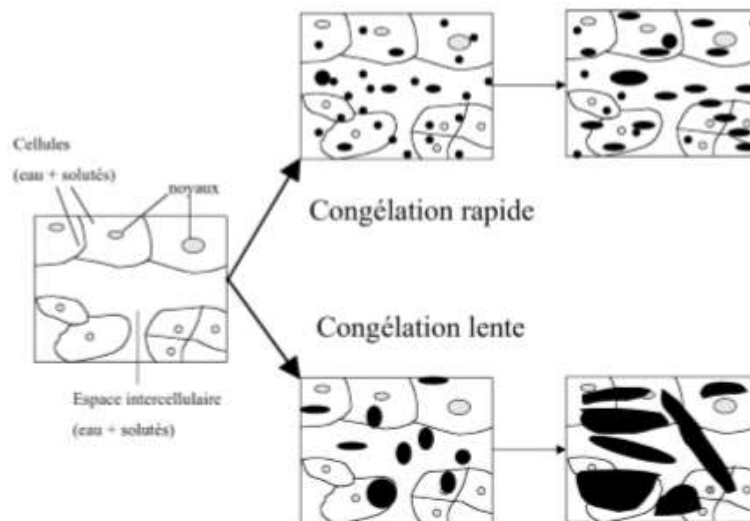 Cellules
(eau + solutés)
noyaux
Congélation rapide
Congélation lente
Espace intercellulaire
(eau + solutés)